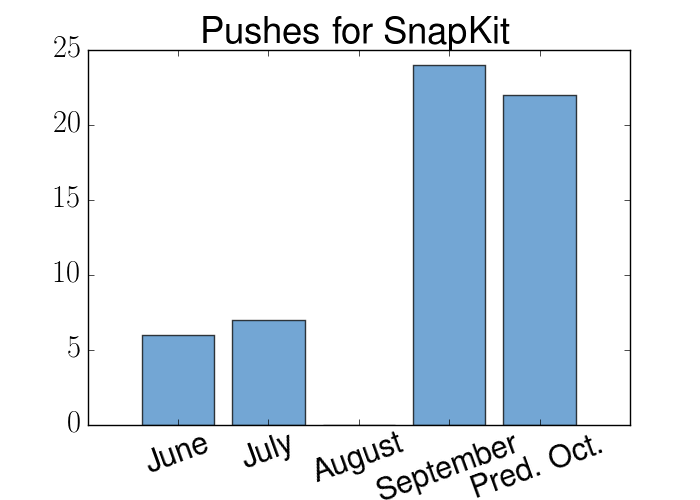 Pushes for SnapKit
25
20
15
10
5
0
June
July
August
September
Pred. Oct.